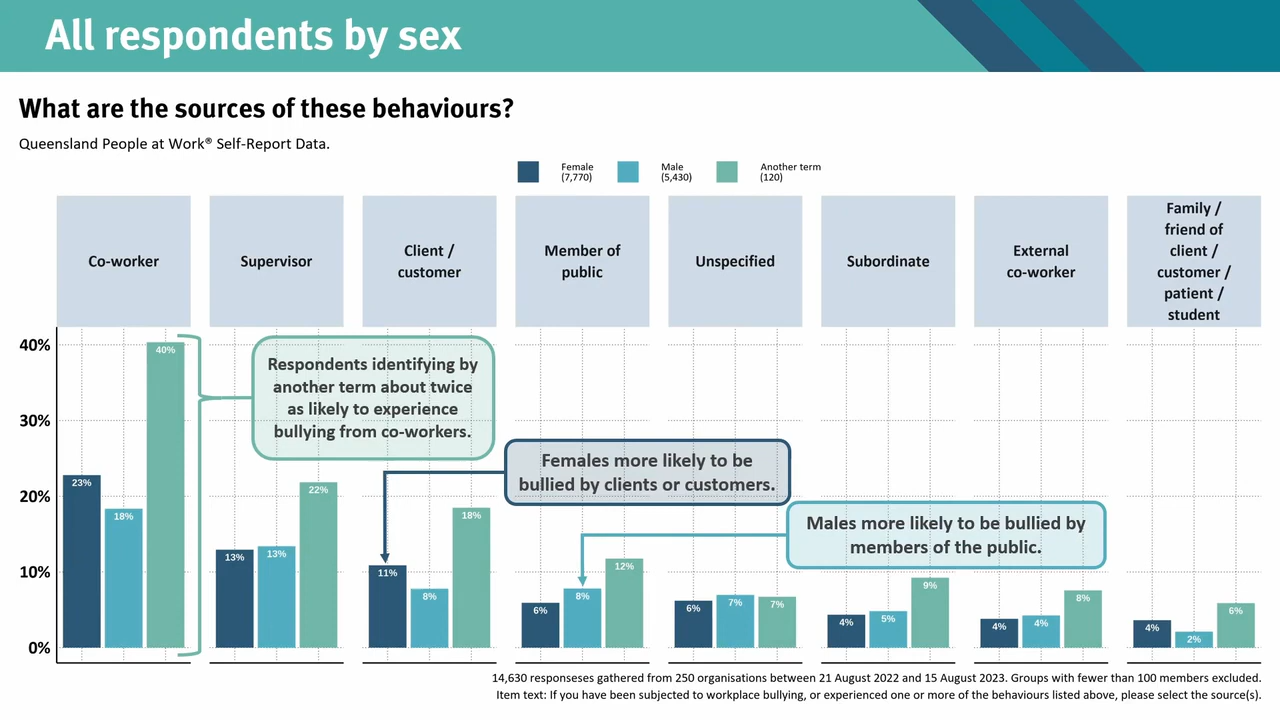 All respondents by sex
What are the sources of these behaviours?
Queensland People at Work® Self-Report Data.
Female
(7,770)
Male
(5,430)
Another term
(120)
Co-worker
Supervisor
Client /
customer
Member of
public
Unspecified
Subordinate
External
co-worker
Family /
friend of
client /
customer /
patient /
student
40%
30%
20%
10%
0%
23%
18%
40%
13%
13%
22%
11%
8%
18%
6%
8%
12%
6%
7%
7%
4%
5%
9%
4%
4%
8%
4%
2%
6%
Respondents identifying by
another term about twice
as likely to experience
bullying from co-workers.
Females more likely to be
bullied by clients or customers.
Males more likely to be bullied by
members of the public.
14,630 responseses gathered from 250 organisations between 21 August 2022 and 15 August 2023. Groups with fewer than 100 members excluded.
Item text: If you have been subjected to workplace bullying, or experienced one or more of the behaviours listed above, please select the source(s).